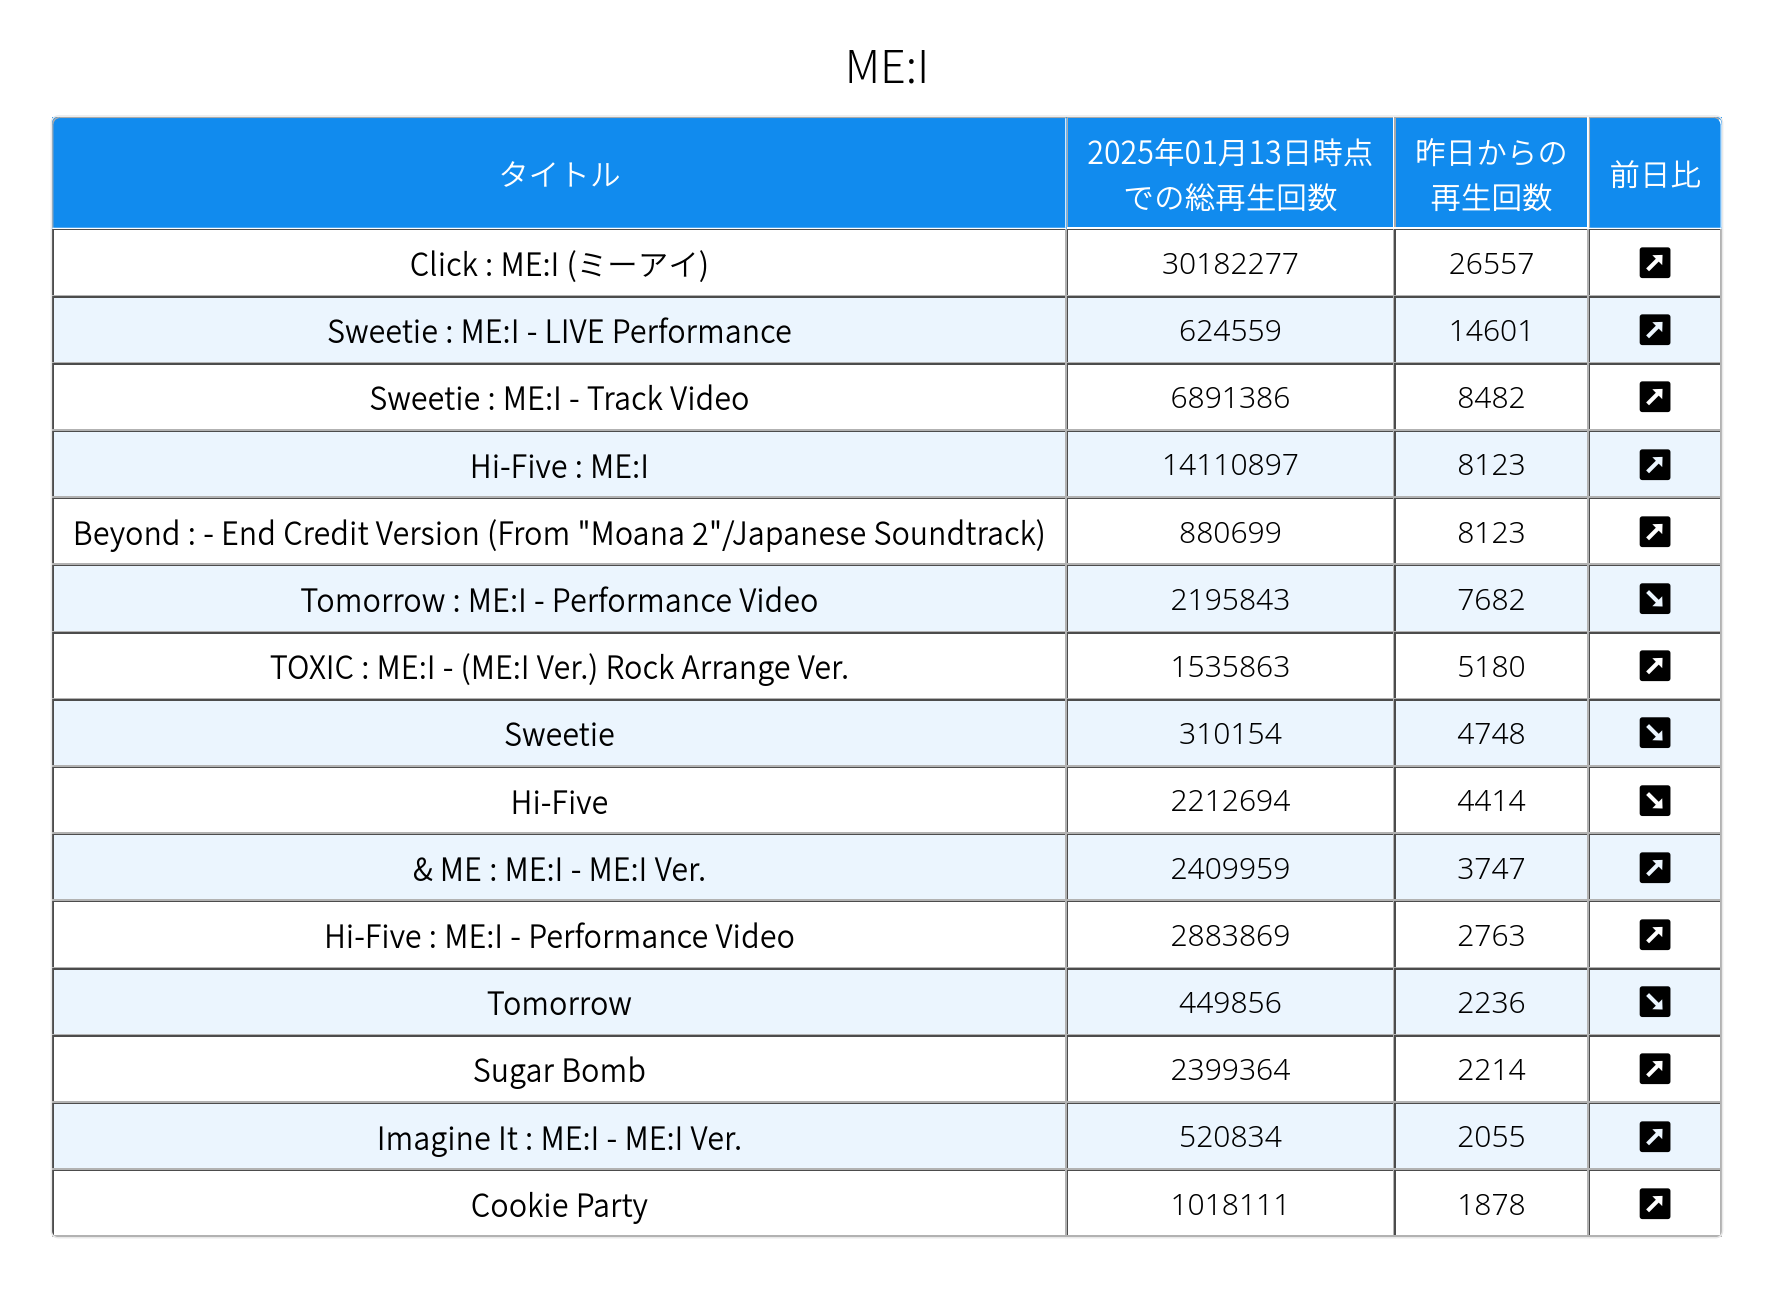 ME:I
タイトル
2025年01月13日時点
での総再生回数
昨日からの
再生回数
前日比
Click : ME:I (ミーアイ) 30182277 26557
Sweetie : ME:I - LIVE Performance 624559 14601
Sweetie : ME:I - Track Video 6891386 8482
Hi-Five : ME:I 14110897 8123
Beyond : - End Credit Version (From "Moana 2"/Japanese Soundtrack) 880699 8123
Tomorrow : ME:I - Performance Video 2195843 7682
TOXIC : ME:I - (ME:I Ver.) Rock Arrange Ver. 1535863 5180
Sweetie 310154 4748
Hi-Five 2212694 4414
& ME : ME:I - ME:I Ver. 2409959 3747
Hi-Five : ME:I - Performance Video 2883869 2763
Tomorrow 449856 2236
Sugar Bomb 2399364 2214
Imagine It : ME:I - ME:I Ver. 520834 2055
Cookie Party 1018111 1878